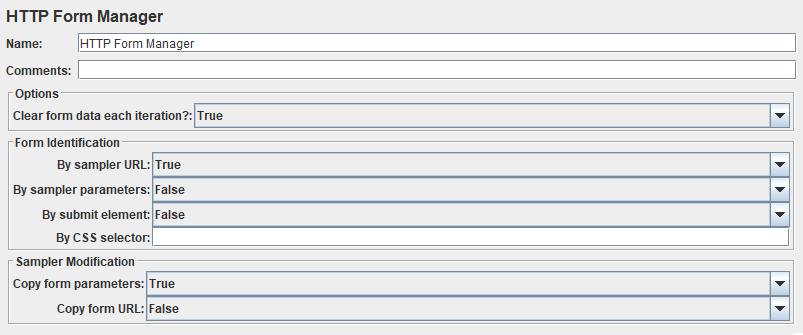 HTTP Form Manager
Name: HTTP Form Manager
Comments:
Options
Clear form data each iteration?: True
Form Identification
By sampler URL: True
By sampler parameters: False
By submit element: False
By CSS selector:
Sampler Modification
Copy form parameters: True
Copy form URL: False